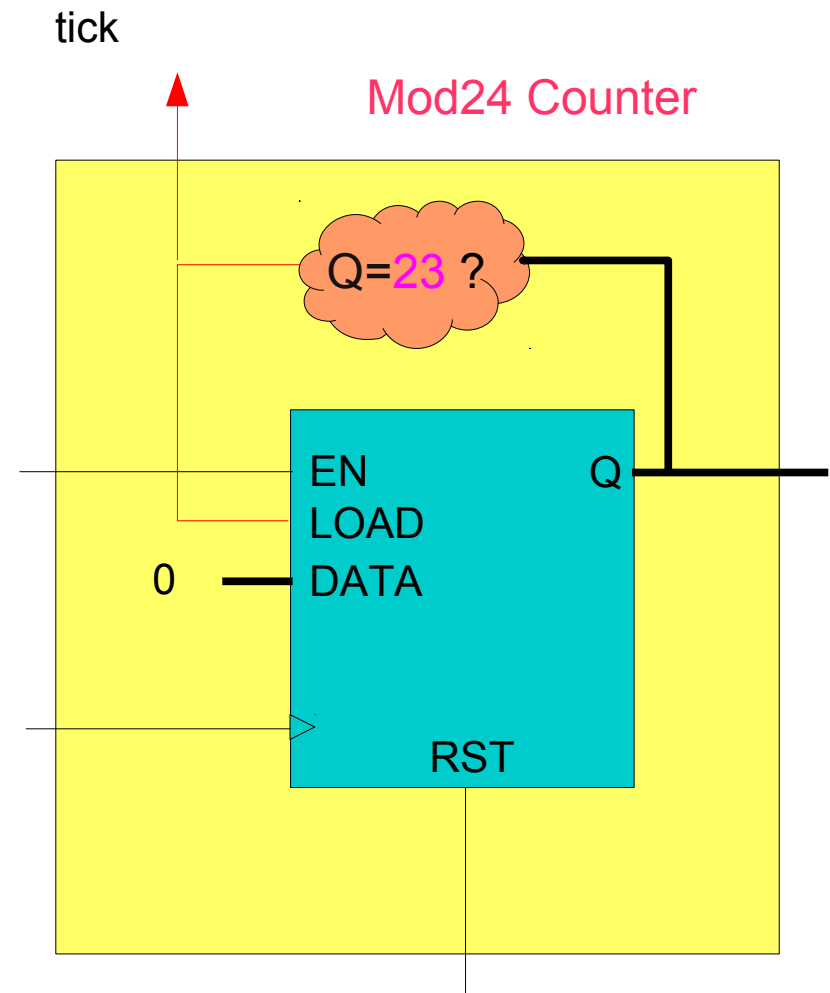 tick
Mod24 Counter
Q=23 ?
EN
Q
LOAD
0
DATA
RST